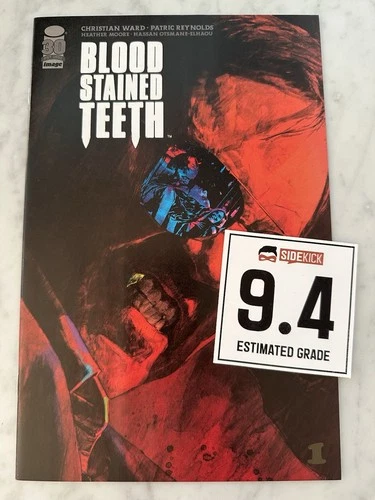 CHRISTIAN WARD · PATRIC REYNOLDS
HEATHER MOORE · HASSAN OTSMANE-ELHAOU
30
image
BLOOD
STAINED
TEETH
TM
SIDEKICK
9.4
ESTIMATED GRADE
1